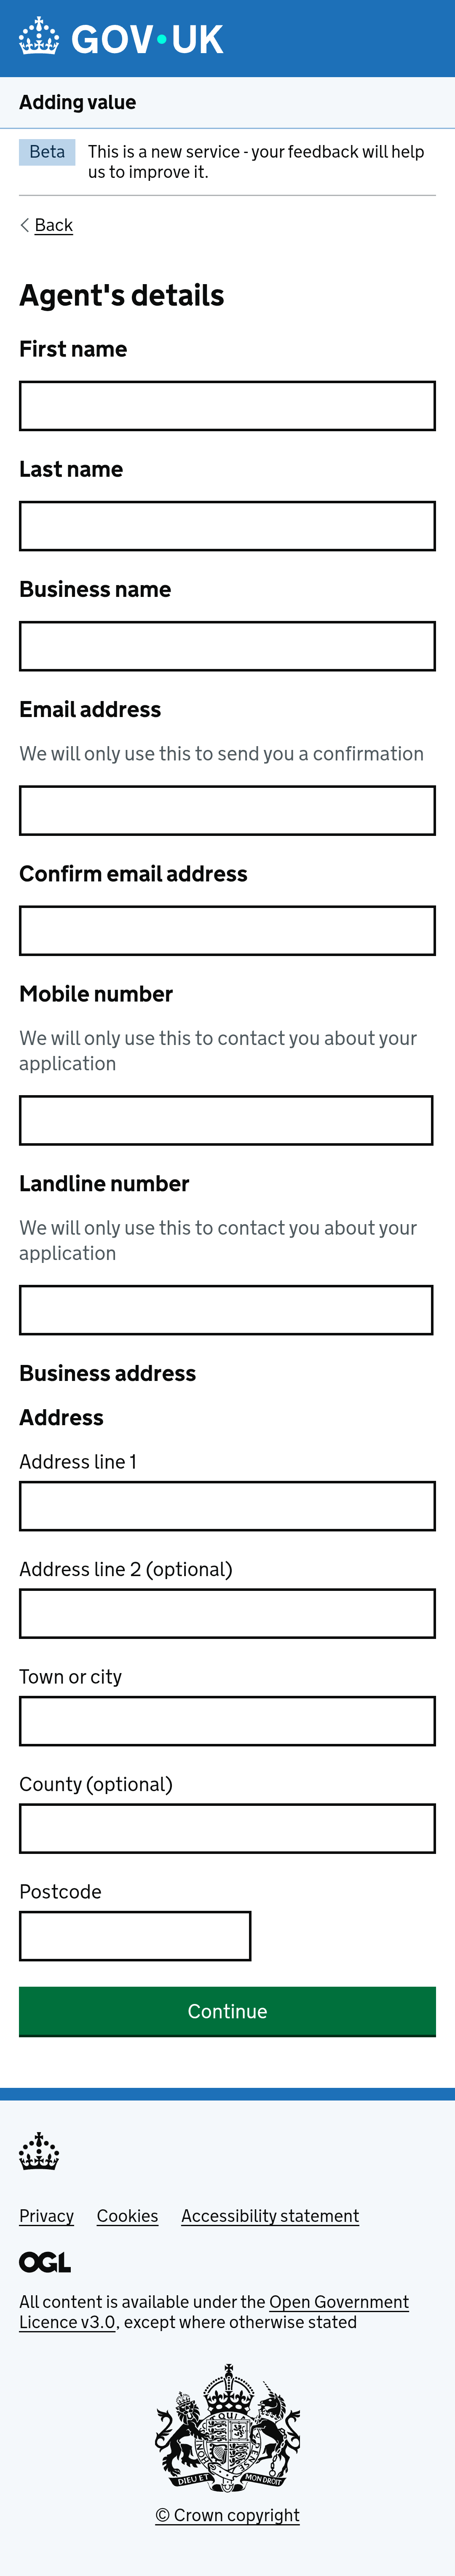 GOV·UK
Adding value
Beta
This is a new service - your feedback will help
us to improve it.
Back
Agent's details
First name
Last name
Business name
Email address
We will only use this to send you a confirmation
Confirm email address
Mobile number
We will only use this to contact you about your
application
Landline number
We will only use this to contact you about your
application
Business address
Address
Address line 1
Address line 2 (optional)
Town or city
County (optional)
Postcode
Continue
Privacy Cookies Accessibility statement
OGL
All content is available under the Open Government
Licence v3.0, except where otherwise stated
DIEU ET MON DROIT
© Crown copyright